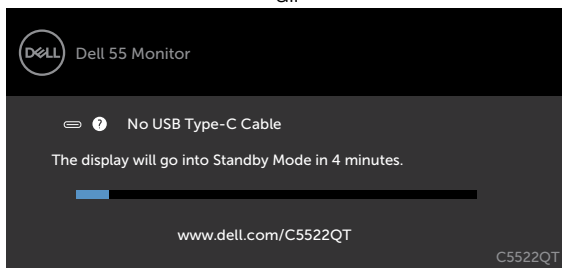 DELL
Dell 55 Monitor
? No USB Type-C Cable
The display will go into Standby Mode in 4 minutes.
www.dell.com/C5522QT
C5522QT